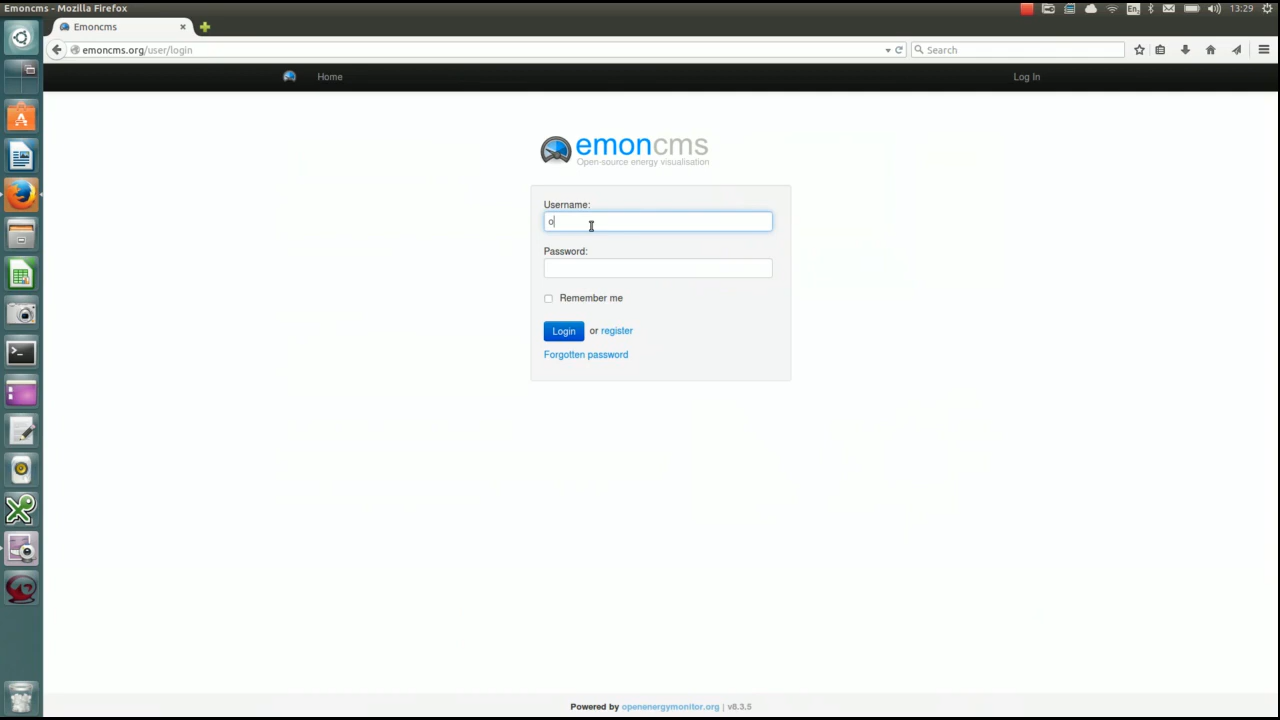 Emoncms - Mozilla Firefox
En
13:29
Emoncms
emoncms.org/user/login
Search
Home
Log In
emoncms
Open-source energy visualisation
Username:
o
Password:
Remember me
Login or register
Forgotten password
Powered by openenergymonitor.org | v8.3.5